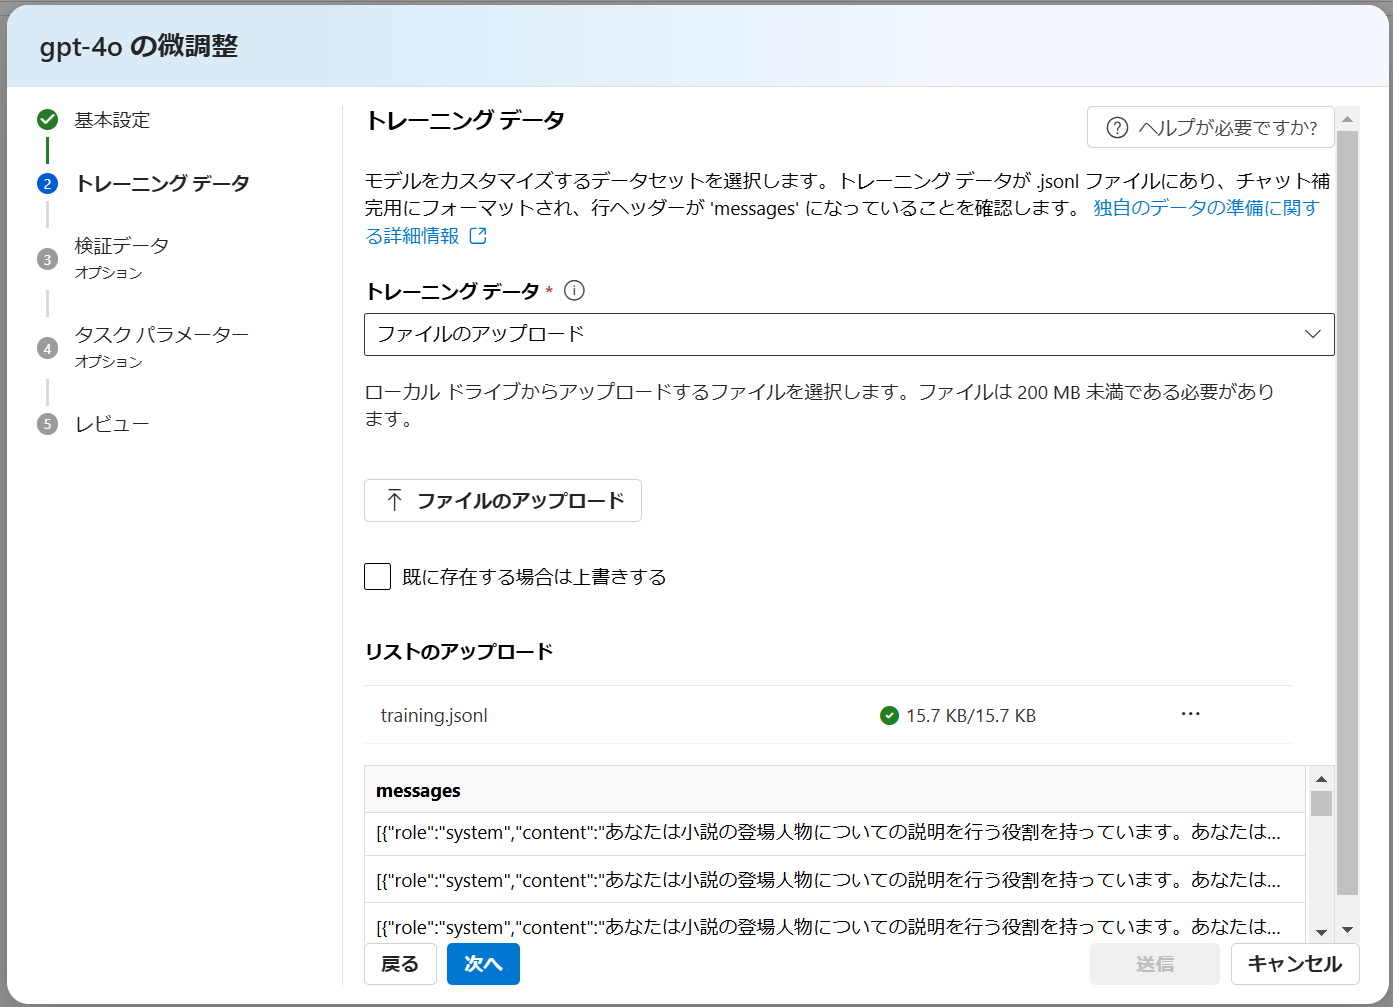 gpt-4o の微調整
基本設定
2 トレーニング データ
3 検証データ
オプション
4 タスク パラメーター
オプション
5 レビュー
トレーニング データ
ヘルプが必要ですか?
モデルをカスタマイズするデータセットを選択します。トレーニング データが .jsonl ファイルにあり、チャット補
完用にフォーマットされ、行ヘッダーが 'messages' になっていることを確認します。 独自のデータの準備に関す
る詳細情報
トレーニング データ *
ファイルのアップロード
ローカル ドライブからアップロードするファイルを選択します。ファイルは 200 MB 未満である必要があり
ます。
ファイルのアップロード
既に存在する場合は上書きする
リストのアップロード
training.jsonl 15.7 KB/15.7 KB ...
messages
[{"role":"system","content":"あなたは小説の登場人物についての説明を行う役割を持っています。あなたは...
[{"role":"system","content":"あなたは小説の登場人物についての説明を行う役割を持っています。あなたは...
[{"role":"system","content":"あなたは小説の登場人物についての説明を行う役割を持っています。あなたは...
戻る 次へ 送信 キャンセル